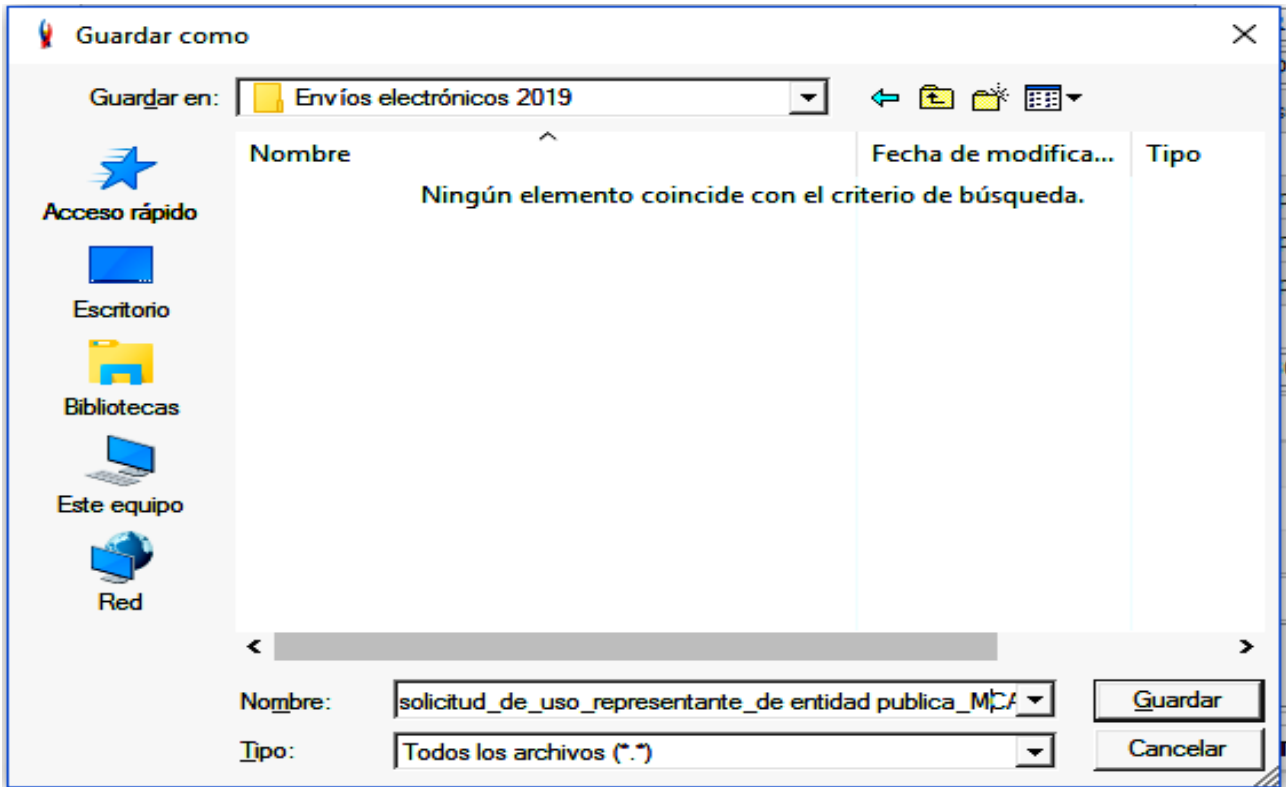 Guardar como
Guardar en: Envíos electrónicos 2019
Nombre Fecha de modifica... Tipo
Ningún elemento coincide con el criterio de búsqueda.
Acceso rápido
Escritorio
Bibliotecas
Este equipo
Red
Nombre: solicitud_de_uso_representante_de entidad publica_MCA Guardar
Tipo: Todos los archivos (*.*) Cancelar